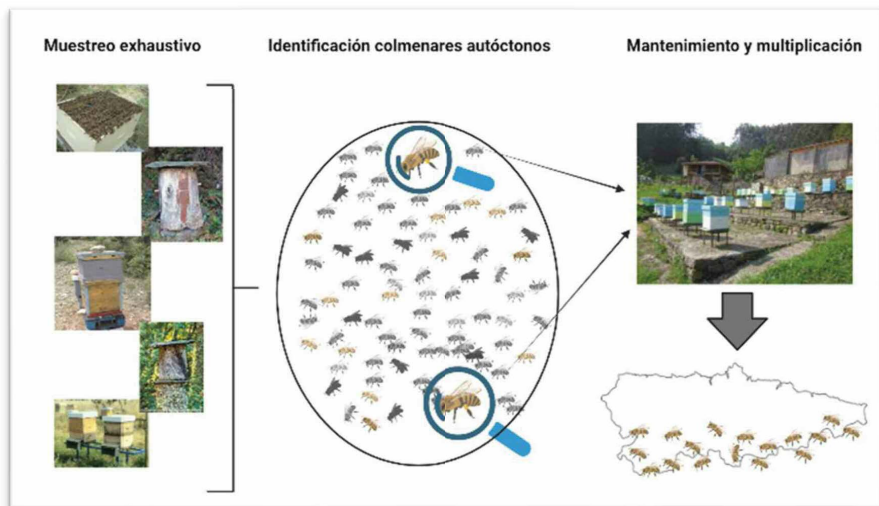 Muestreo exhaustivo
Identificación colmenares autóctonos
Mantenimiento y multiplicación